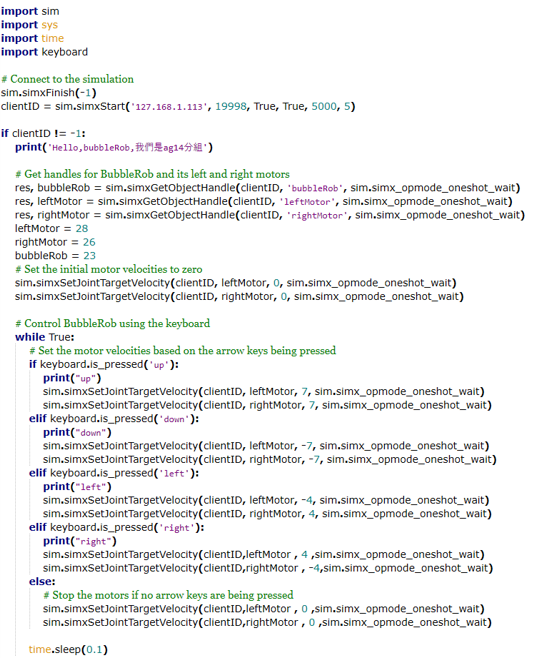 import sim
import sys
import time
import keyboard

# Connect to the simulation
sim.simxFinish(-1)
clientID = sim.simxStart('127.168.1.113', 19998, True, True, 5000, 5)

if clientID != -1:
    print('Hello,bubbleRob,我們是ag14分組')

    # Get handles for BubbleRob and its left and right motors
    res, bubbleRob = sim.simxGetObjectHandle(clientID, 'bubbleRob', sim.simx_opmode_oneshot_wait)
    res, leftMotor = sim.simxGetObjectHandle(clientID, 'leftMotor', sim.simx_opmode_oneshot_wait)
    res, rightMotor = sim.simxGetObjectHandle(clientID, 'rightMotor', sim.simx_opmode_oneshot_wait)
    leftMotor = 28
    rightMotor = 26
    bubbleRob = 23
    # Set the initial motor velocities to zero
    sim.simxSetJointTargetVelocity(clientID, leftMotor, 0, sim.simx_opmode_oneshot_wait)
    sim.simxSetJointTargetVelocity(clientID, rightMotor, 0, sim.simx_opmode_oneshot_wait)

    # Control BubbleRob using the keyboard
    while True:
        # Set the motor velocities based on the arrow keys being pressed
        if keyboard.is_pressed('up'):
            print("up")
            sim.simxSetJointTargetVelocity(clientID, leftMotor, 7, sim.simx_opmode_oneshot_wait)
            sim.simxSetJointTargetVelocity(clientID, rightMotor, 7, sim.simx_opmode_oneshot_wait)
        elif keyboard.is_pressed('down'):
            print("down")
            sim.simxSetJointTargetVelocity(clientID, leftMotor, -7, sim.simx_opmode_oneshot_wait)
            sim.simxSetJointTargetVelocity(clientID, rightMotor, -7, sim.simx_opmode_oneshot_wait)
        elif keyboard.is_pressed('left'):
            print("left")
            sim.simxSetJointTargetVelocity(clientID, leftMotor, -4, sim.simx_opmode_oneshot_wait)
            sim.simxSetJointTargetVelocity(clientID, rightMotor, 4, sim.simx_opmode_oneshot_wait)
        elif keyboard.is_pressed('right'):
            print("right")
            sim.simxSetJointTargetVelocity(clientID,leftMotor , 4 ,sim.simx_opmode_oneshot_wait)
            sim.simxSetJointTargetVelocity(clientID,rightMotor , -4,sim.simx_opmode_oneshot_wait)
        else:
            # Stop the motors if no arrow keys are being pressed
            sim.simxSetJointTargetVelocity(clientID,leftMotor , 0 ,sim.simx_opmode_oneshot_wait)
            sim.simxSetJointTargetVelocity(clientID,rightMotor , 0 ,sim.simx_opmode_oneshot_wait)

        time.sleep(0.1)